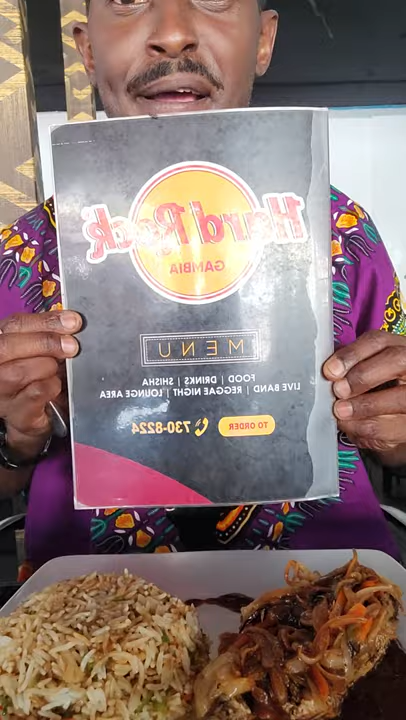 Hard Rock
GAMBIA
MENU
FOOD | DRINKS | SHISHA
LIVE BAND | REGGAE NIGHT | LOUNGE AREA
TO ORDER 730-8224